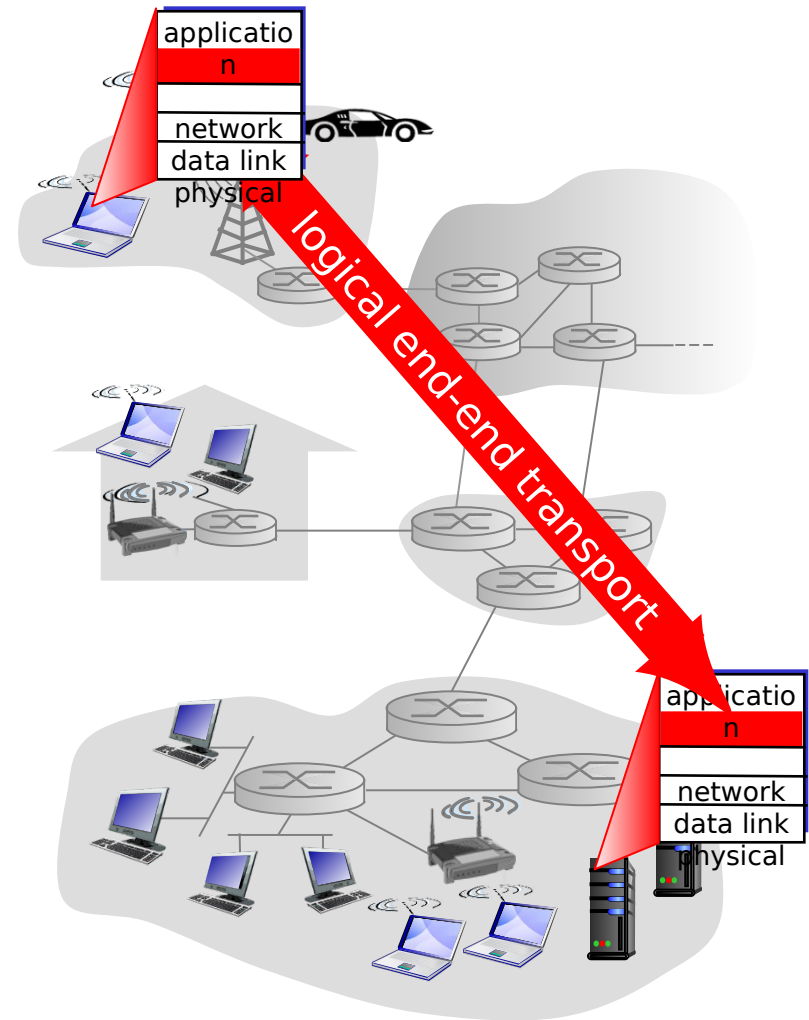 applicatio
n
network
data link
physical
logical end-end transport
applicatio
n
network
data link
physical